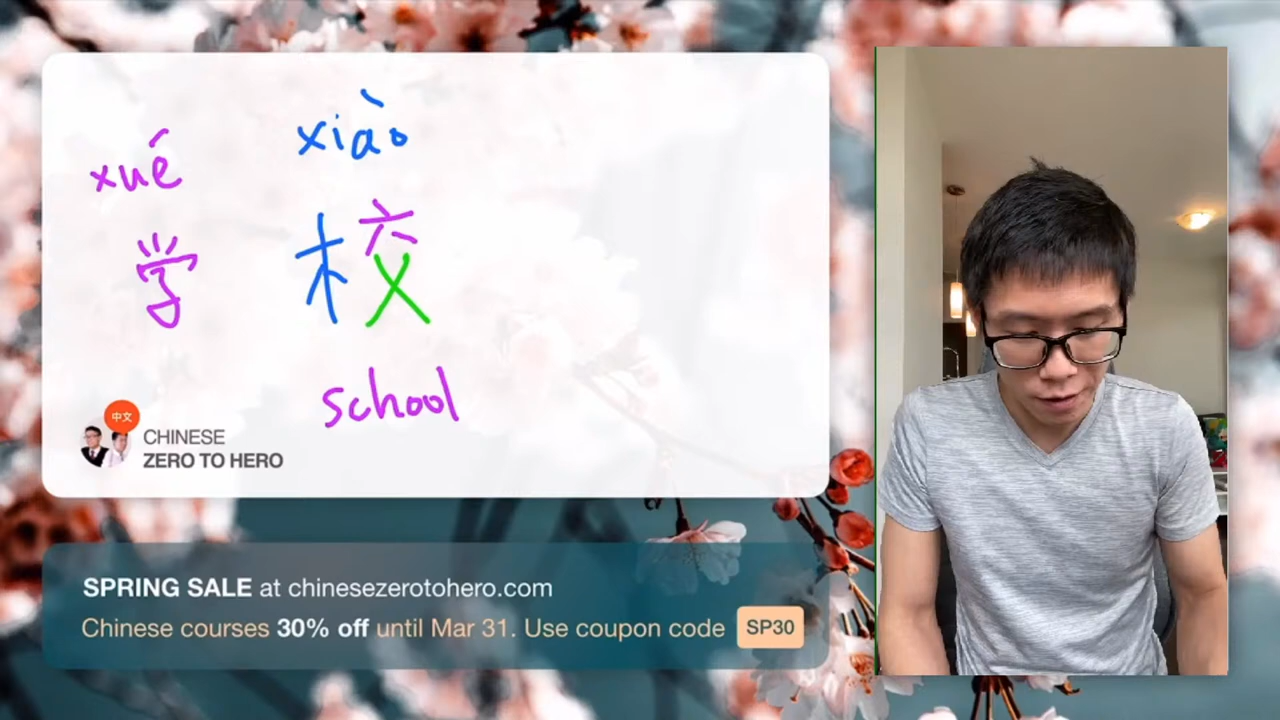 xué xiào
学 校
school
中文
CHINESE
ZERO TO HERO
SPRING SALE at chinesezerotohero.com
Chinese courses 30% off until Mar 31. Use coupon code SP30